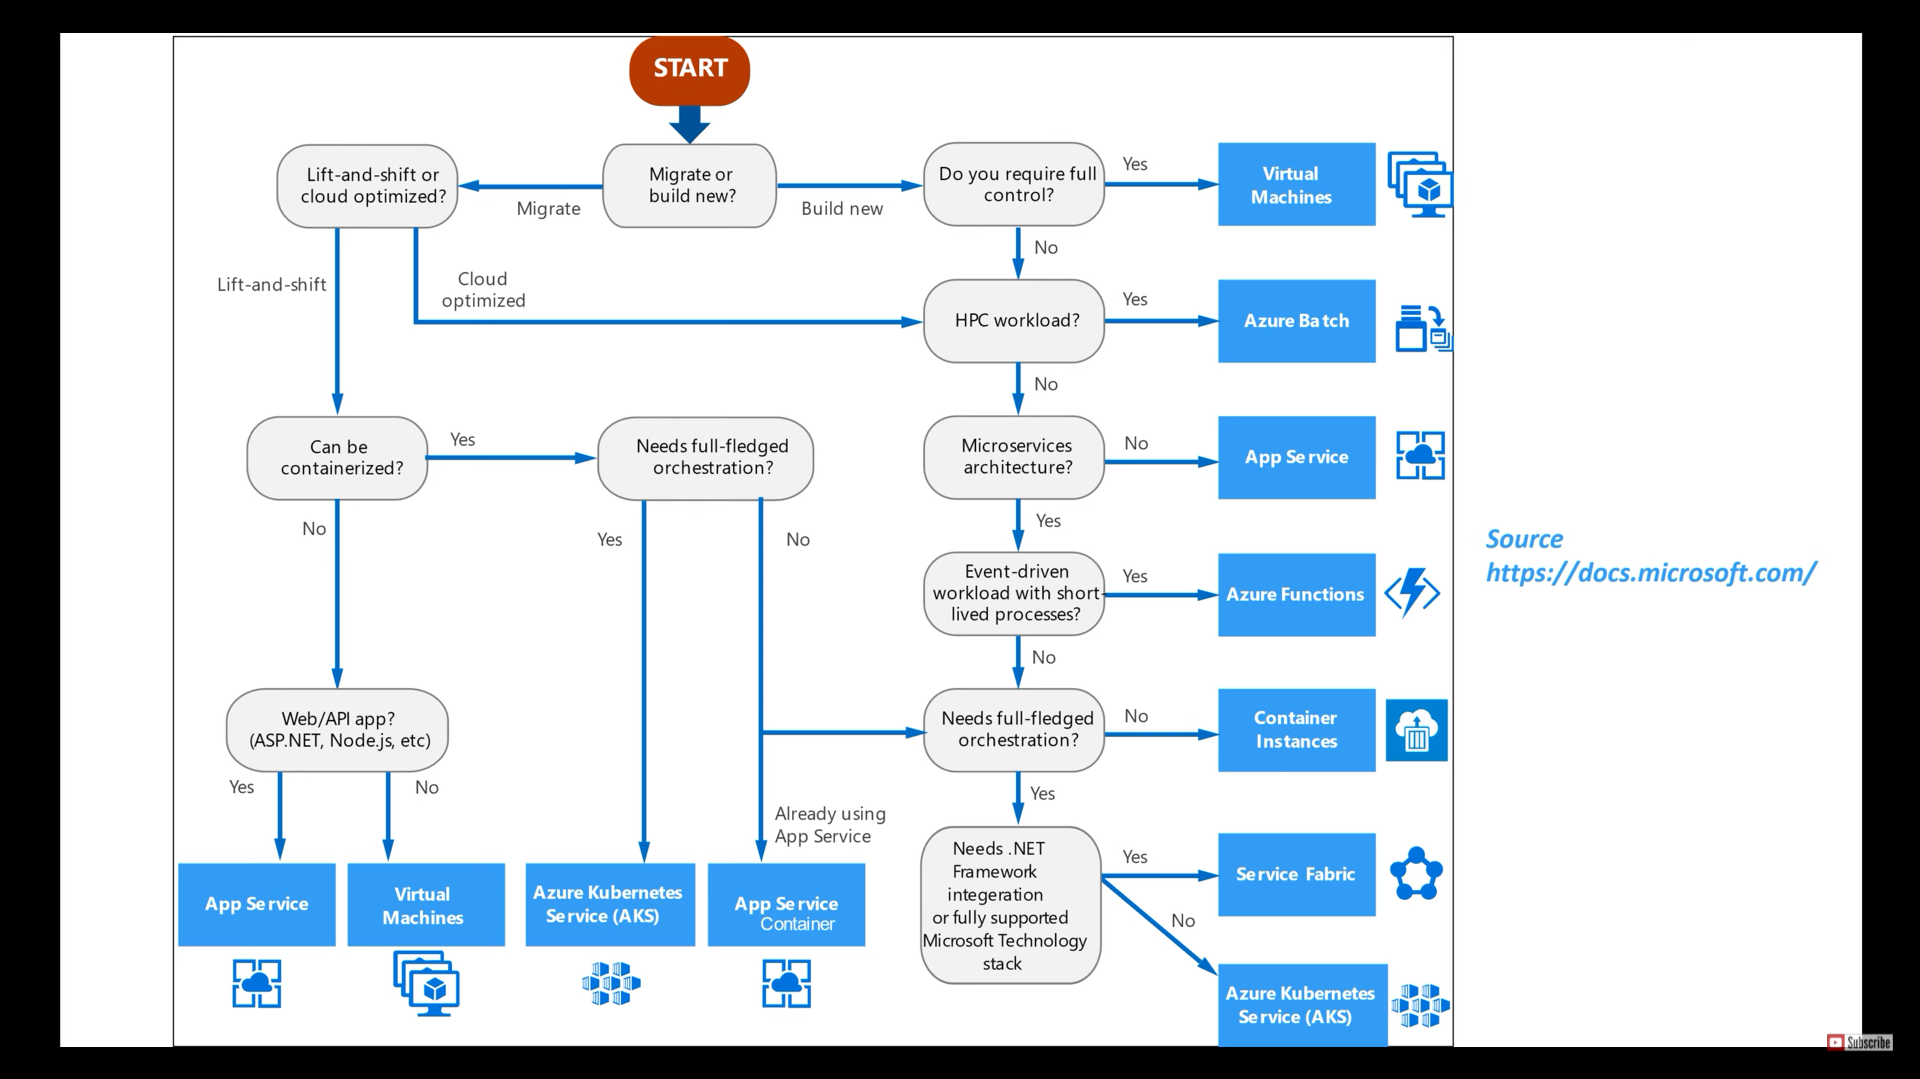 START
Lift-and-shift or
cloud optimized?
Migrate
Migrate or
build new?
Build new
Do you require full
control?
Yes
Virtual
Machines
No
Lift-and-shift
Cloud
optimized
HPC workload?
Yes
Azure Batch
No
Can be
containerized?
Yes
Needs full-fledged
orchestration?
Microservices
architecture?
No
App Service
No
Yes
No
Yes
Event-driven
workload with short
lived processes?
Yes
Azure Functions
Source
https://docs.microsoft.com/
No
Web/API app?
(ASP.NET, Node.js, etc)
Needs full-fledged
orchestration?
No
Container
Instances
Yes
No
Already using
App Service
Yes
Needs .NET
Framework
integeration
or fully supported
Microsoft Technology
stack
Yes
Service Fabric
No
App Service
Virtual
Machines
Azure Kubernetes
Service (AKS)
App Service
Container
Azure Kubernetes
Service (AKS)
Subscribe